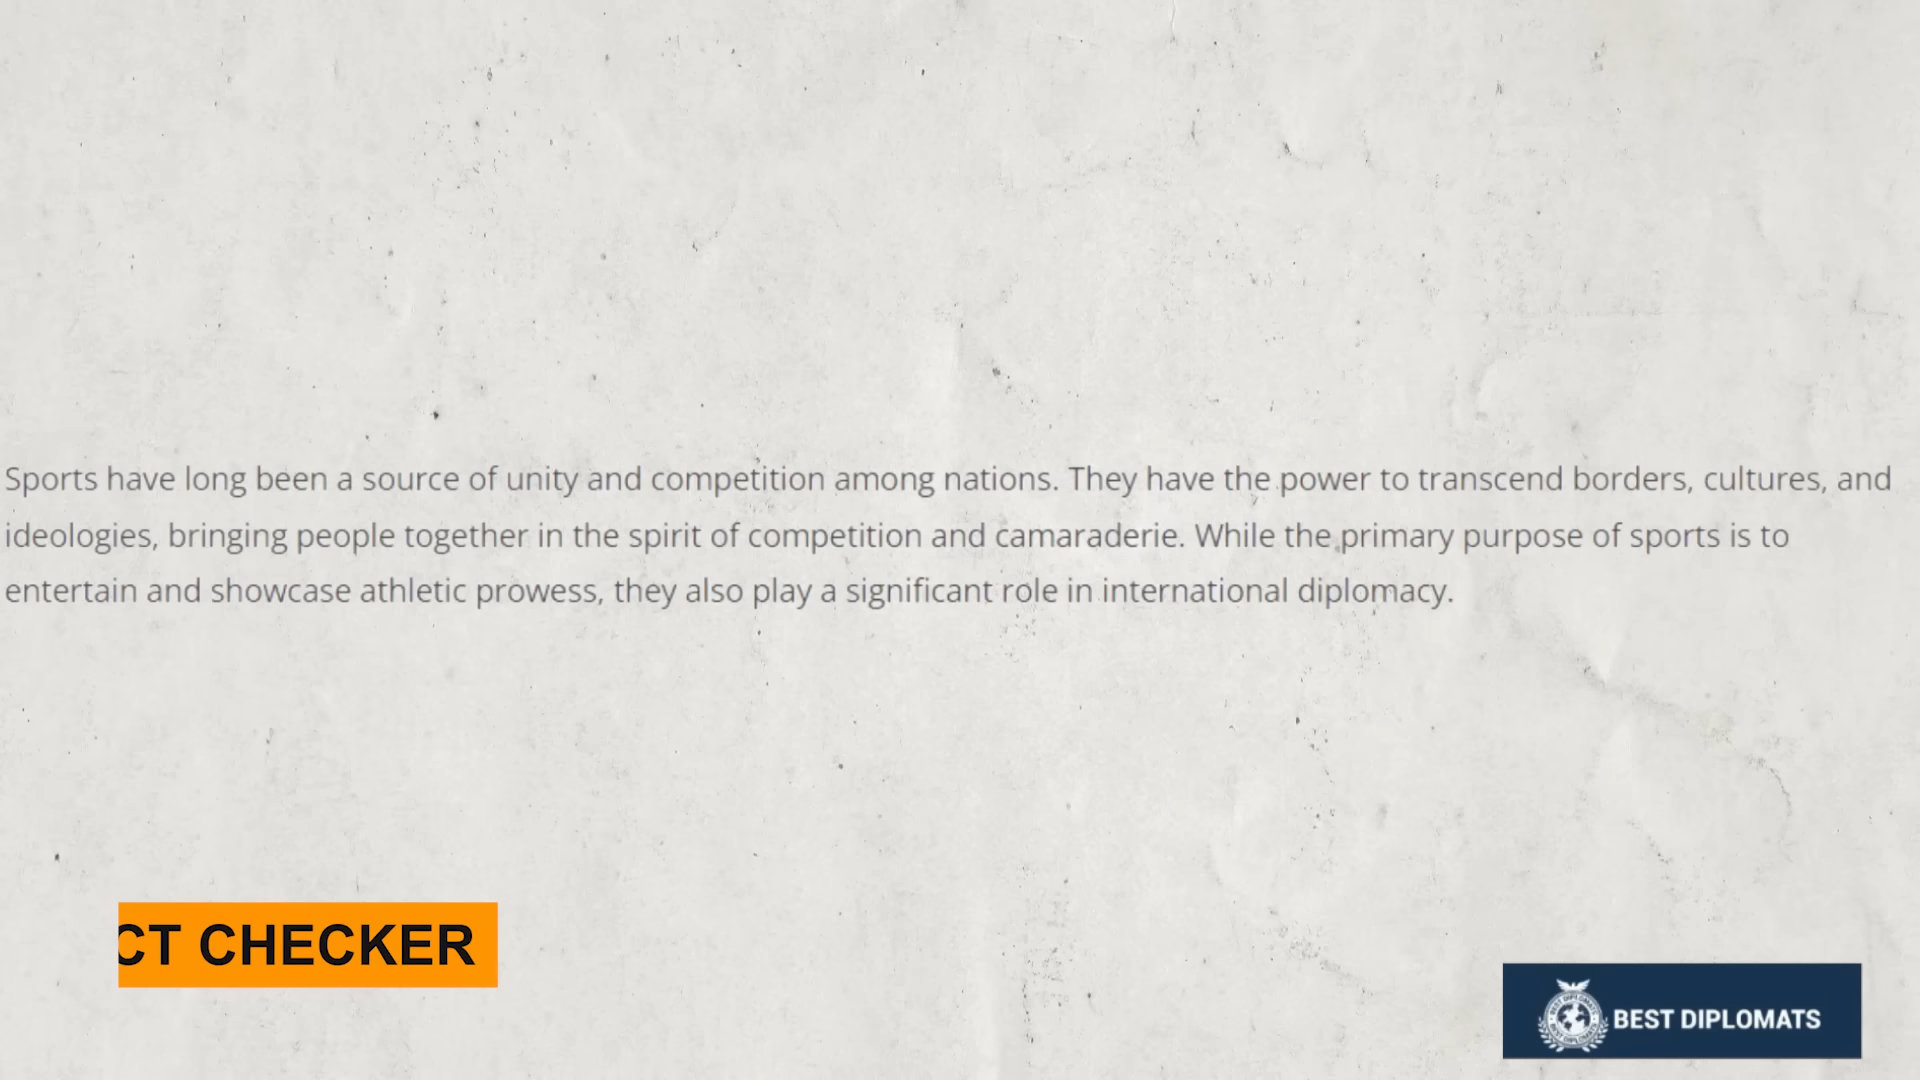 Sports have long been a source of unity and competition among nations. They have the power to transcend borders, cultures, and
ideologies, bringing people together in the spirit of competition and camaraderie. While the primary purpose of sports is to
entertain and showcase athletic prowess, they also play a significant role in international diplomacy.
CT CHECKER
BEST DIPLOMATS